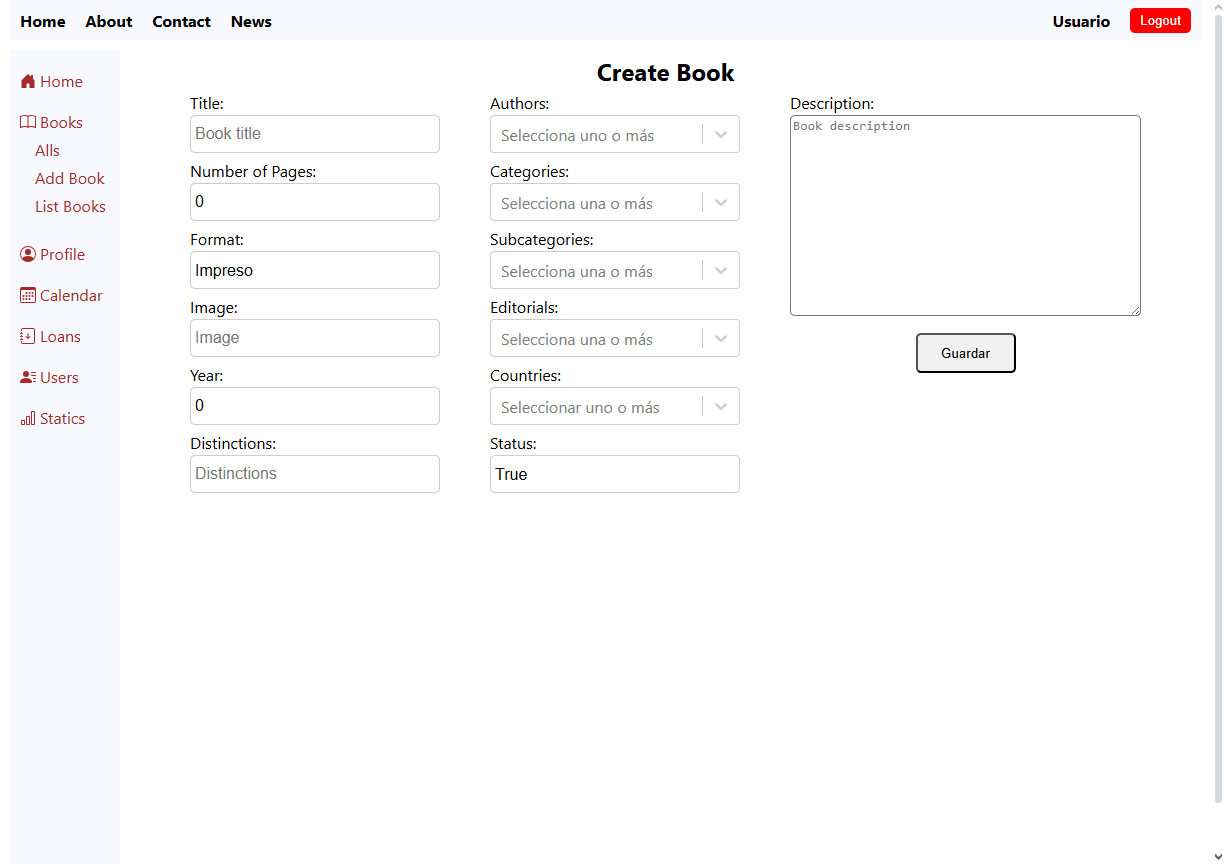 Home About Contact News Usuario Logout
Home
Books
Alls
Add Book
List Books
Profile
Calendar
Loans
Users
Statics
Create Book
Title:
Book title
Number of Pages:
0
Format:
Impreso
Image:
Image
Year:
0
Distinctions:
Distinctions
Authors:
Selecciona uno o más
Categories:
Selecciona una o más
Subcategories:
Selecciona una o más
Editorials:
Selecciona una o más
Countries:
Seleccionar uno o más
Status:
True
Description:
Book description
Guardar